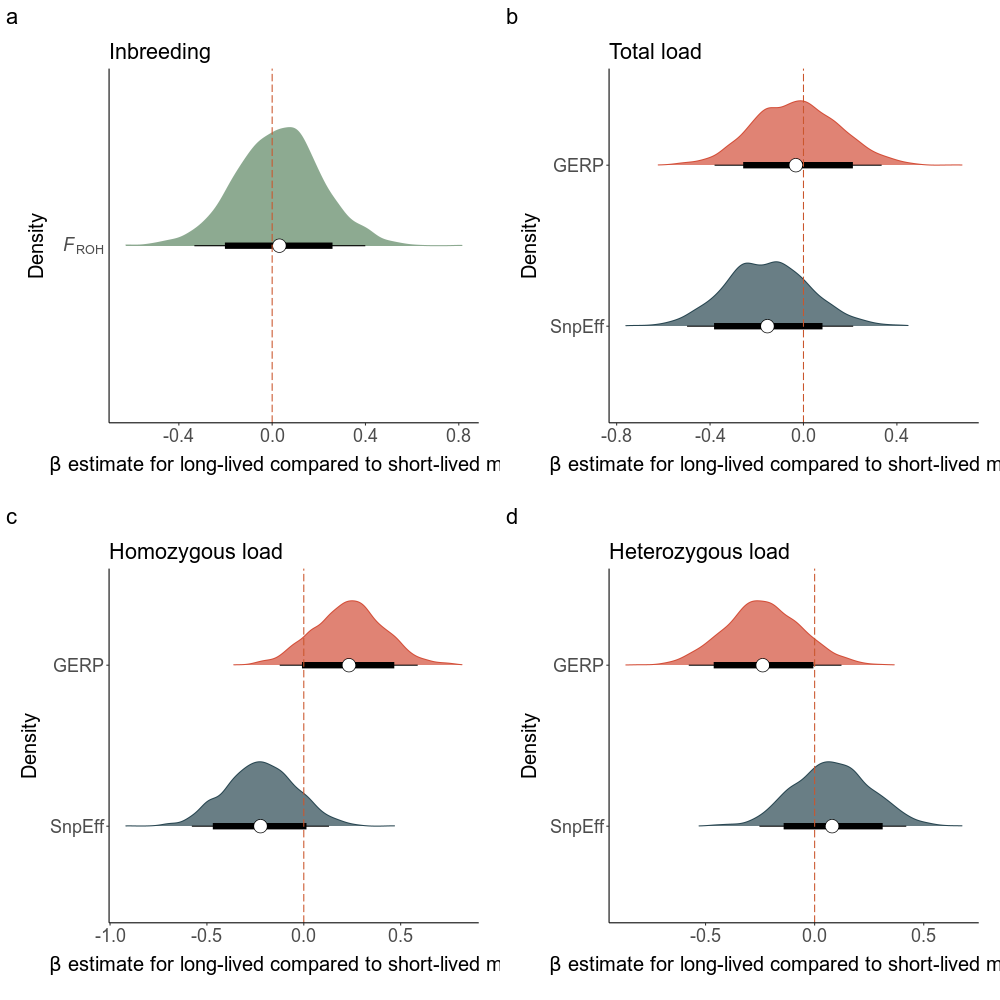 a
Inbreeding
Density
FROH
-0.4 0.0 0.4 0.8
β estimate for long-lived compared to short-lived m
b
Total load
Density
GERP
SnpEff
-0.8 -0.4 0.0 0.4
β estimate for long-lived compared to short-lived m
c
Homozygous load
Density
GERP
SnpEff
-1.0 -0.5 0.0 0.5
β estimate for long-lived compared to short-lived m
d
Heterozygous load
Density
GERP
SnpEff
-0.5 0.0 0.5
β estimate for long-lived compared to short-lived m